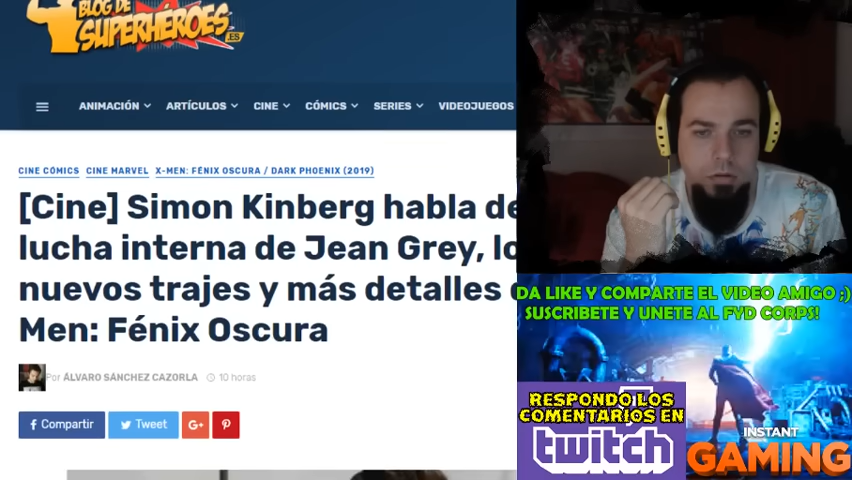 BLOG DE
SUPERHÉROES
.ES
ANIMACIÓN
ARTÍCULOS
CINE
CÓMICS
SERIES
VIDEOJUEGOS
CINE CÓMICS
CINE MARVEL
X-MEN: FÉNIX OSCURA / DARK PHOENIX (2019)
[Cine] Simon Kinberg habla de
lucha interna de Jean Grey, lo
nuevos trajes y más detalles
Men: Fénix Oscura
Por ÁLVARO SÁNCHEZ CAZORLA
10 horas
f Compartir
Tweet
G+
DA LIKE Y COMPARTE EL VIDEO AMIGO ;)
SUSCRIBETE Y UNETE AL FYD CORPS!
RESPONDO LOS
COMENTARIOS EN
twitch
INSTANT
GAMING